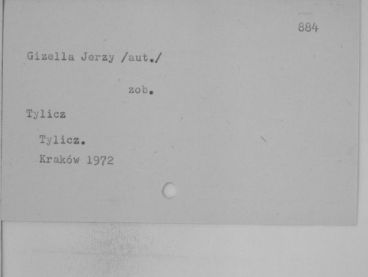 884
Gizella Jerzy /aut./
zob.
Tylicz
Tylicz.
Kraków 1972